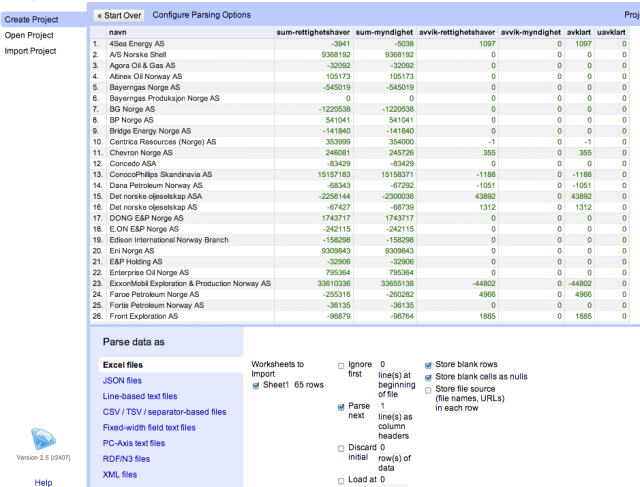 Create Project
Open Project
Import Project
« Start Over Configure Parsing Options
navn sum-rettighetshaver sum-myndighet avvik-rettighetshaver avvik-myndighet avklart uavklart
1. 4Sea Energy AS -3941 -5038 1097 0 1097 0
2. A/S Norske Shell 9368192 9368192 0 0 0 0
3. Agora Oil & Gas AS -32092 -32092 0 0 0 0
4. Altinex Oil Norway AS 105173 105173 0 0 0 0
5. Bayerngas Norge AS -545019 -545019 0 0 0 0
6. Bayerngas Produksjon Norge AS 0 0 0 0 0 0
7. BG Norge AS -1220538 -1220538 0 0 0 0
8. BP Norge AS 541041 541041 0 0 0 0
9. Bridge Energy Norge AS -141840 -141840 0 0 0 0
10. Centrica Resources (Norge) AS 353999 354000 -1 0 -1 0
11. Chevron Norge AS 246081 245726 355 0 355 0
12. Concedo ASA -83429 -83429 0 0 0 0
13. ConocoPhillips Skandinavia AS 15157183 15158371 -1188 0 -1188 0
14. Dana Petroleum Norway AS -68343 -67292 -1051 0 -1051 0
15. Det norske oljeselskap ASA -2256144 -2300036 43892 0 43892 0
16. Det norske oljeselskap AS -67427 -68739 1312 0 1312 0
17. DONG E&P Norge AS 1743717 1743717 0 0 0 0
18. E.ON E&P Norge AS -242115 -242115 0 0 0 0
19. Edison International Norway Branch -158298 -158298 0 0 0 0
20. Eni Norge AS 9309843 9309843 0 0 0 0
21. E&P Holding AS -32906 -32906 0 0 0 0
22. Enterprise Oil Norge AS 795364 795364 0 0 0 0
23. ExxonMobil Exploration & Production Norway AS 33610336 33655138 -44802 0 -44802 0
24. Faroe Petroleum Norge AS -255316 -260282 4966 0 4966 0
25. Fortis Petroleum Norway AS -36135 -36135 0 0 0 0
26. Front Exploration AS -96879 -98764 1885 0 1885 0
Parse data as
Excel files
JSON files
Line-based text files
CSV / TSV / separator-based files
Fixed-width field text files
PC-Axis text files
RDF/N3 files
XML files
Worksheets to
Import
Sheet1 65 rows
Ignore 0
first line(s) at
beginning
of file
Parse 1
next line(s) as
column
headers
Discard 0
initial row(s) of
data
Load at 0
Store blank rows
Store blank cells as nulls
Store file source
(file names, URLs)
in each row
Version 2.5 [r2407]
Help